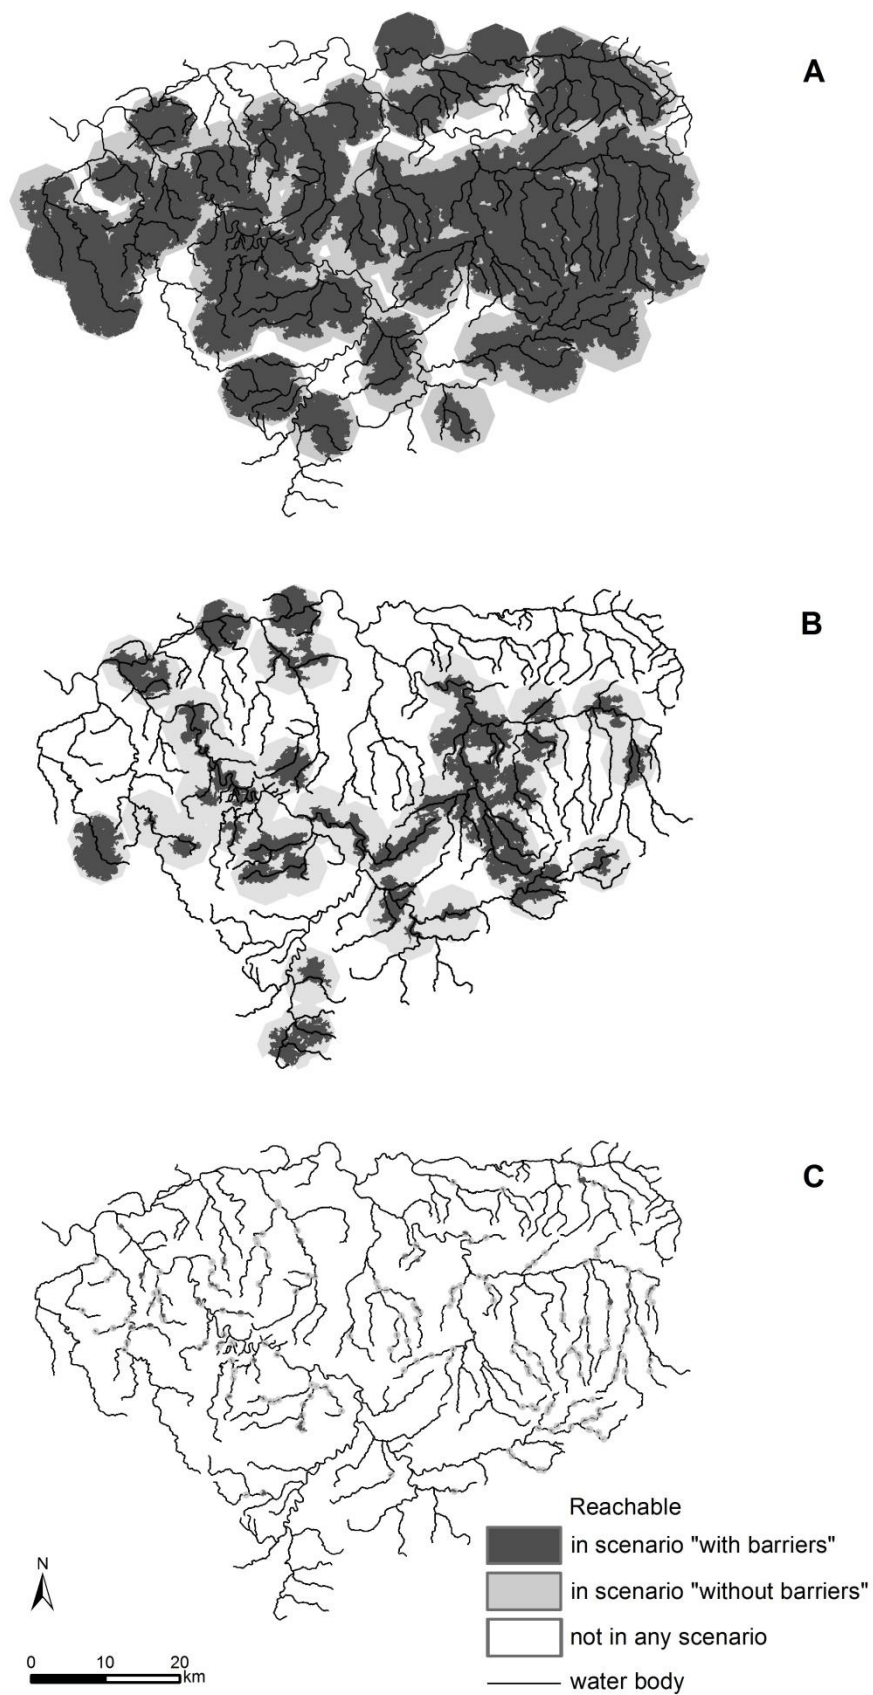 A
B
C
Reachable
in scenario "with barriers"
in scenario "without barriers"
not in any scenario
water body
N
0 10 20
km